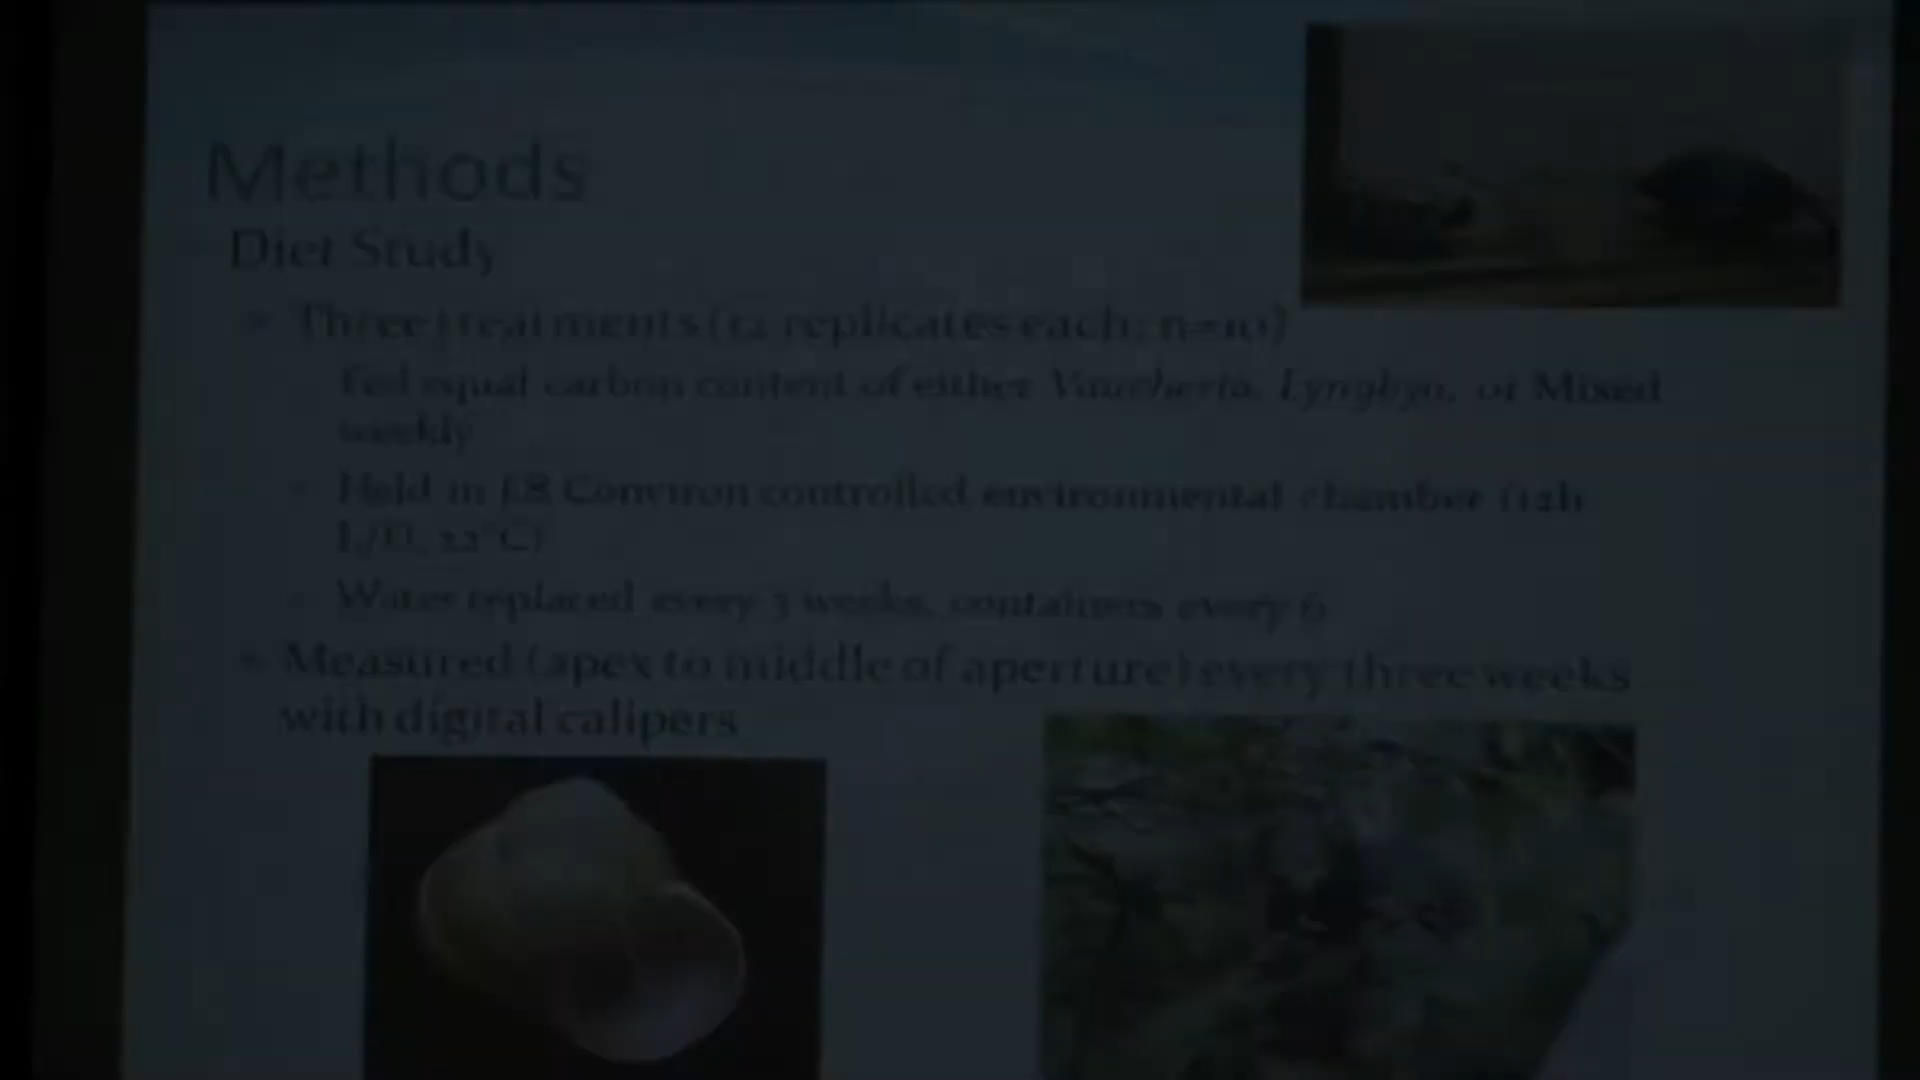 Methods
Diet Study
Three treatments (12 replicates each; n=10)
Fed equal carbon content of either Vaucheria, Lyngbya, or Mixed
weekly
Held in E8 Conviron controlled environmental chamber (12h
L/D, 22°C)
Water replaced every 3 weeks, containers every 6
Measured (apex to middle of aperture) every three weeks
with digital calipers